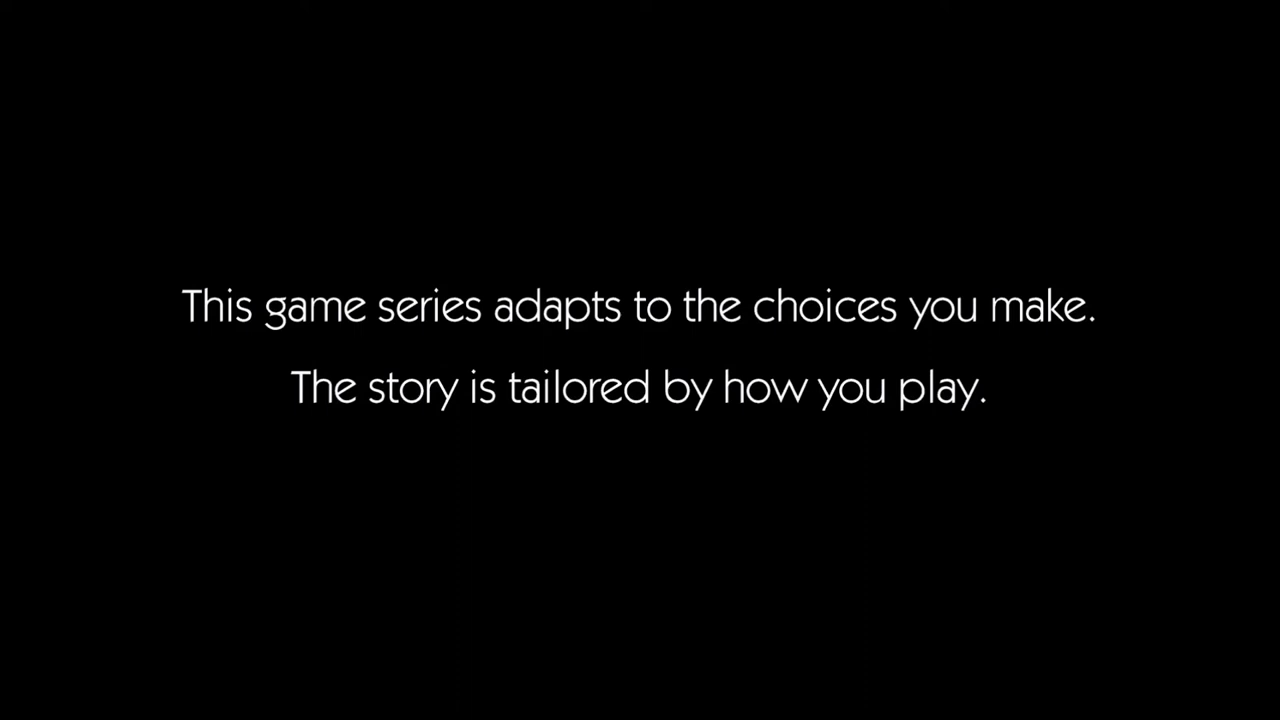 This game series adapts to the choices you make.
The story is tailored by how you play.